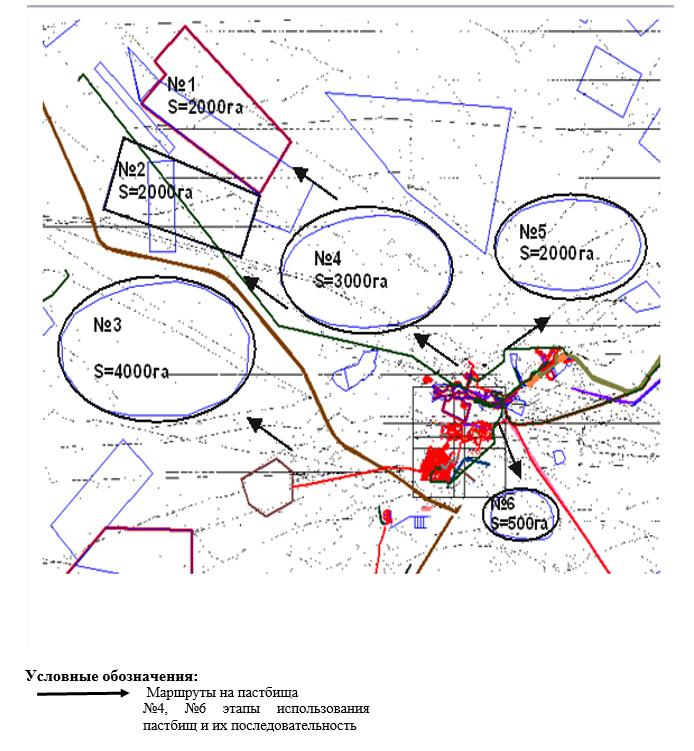 №1
S=2000га
№2
S=2000га
№4
S=3000га
№5
S=2000га
№3
S=4000га
№6
S=500га
Условные обозначения:
Маршруты на пастбища
№4, №6 этапы использования
пастбищ и их последовательность